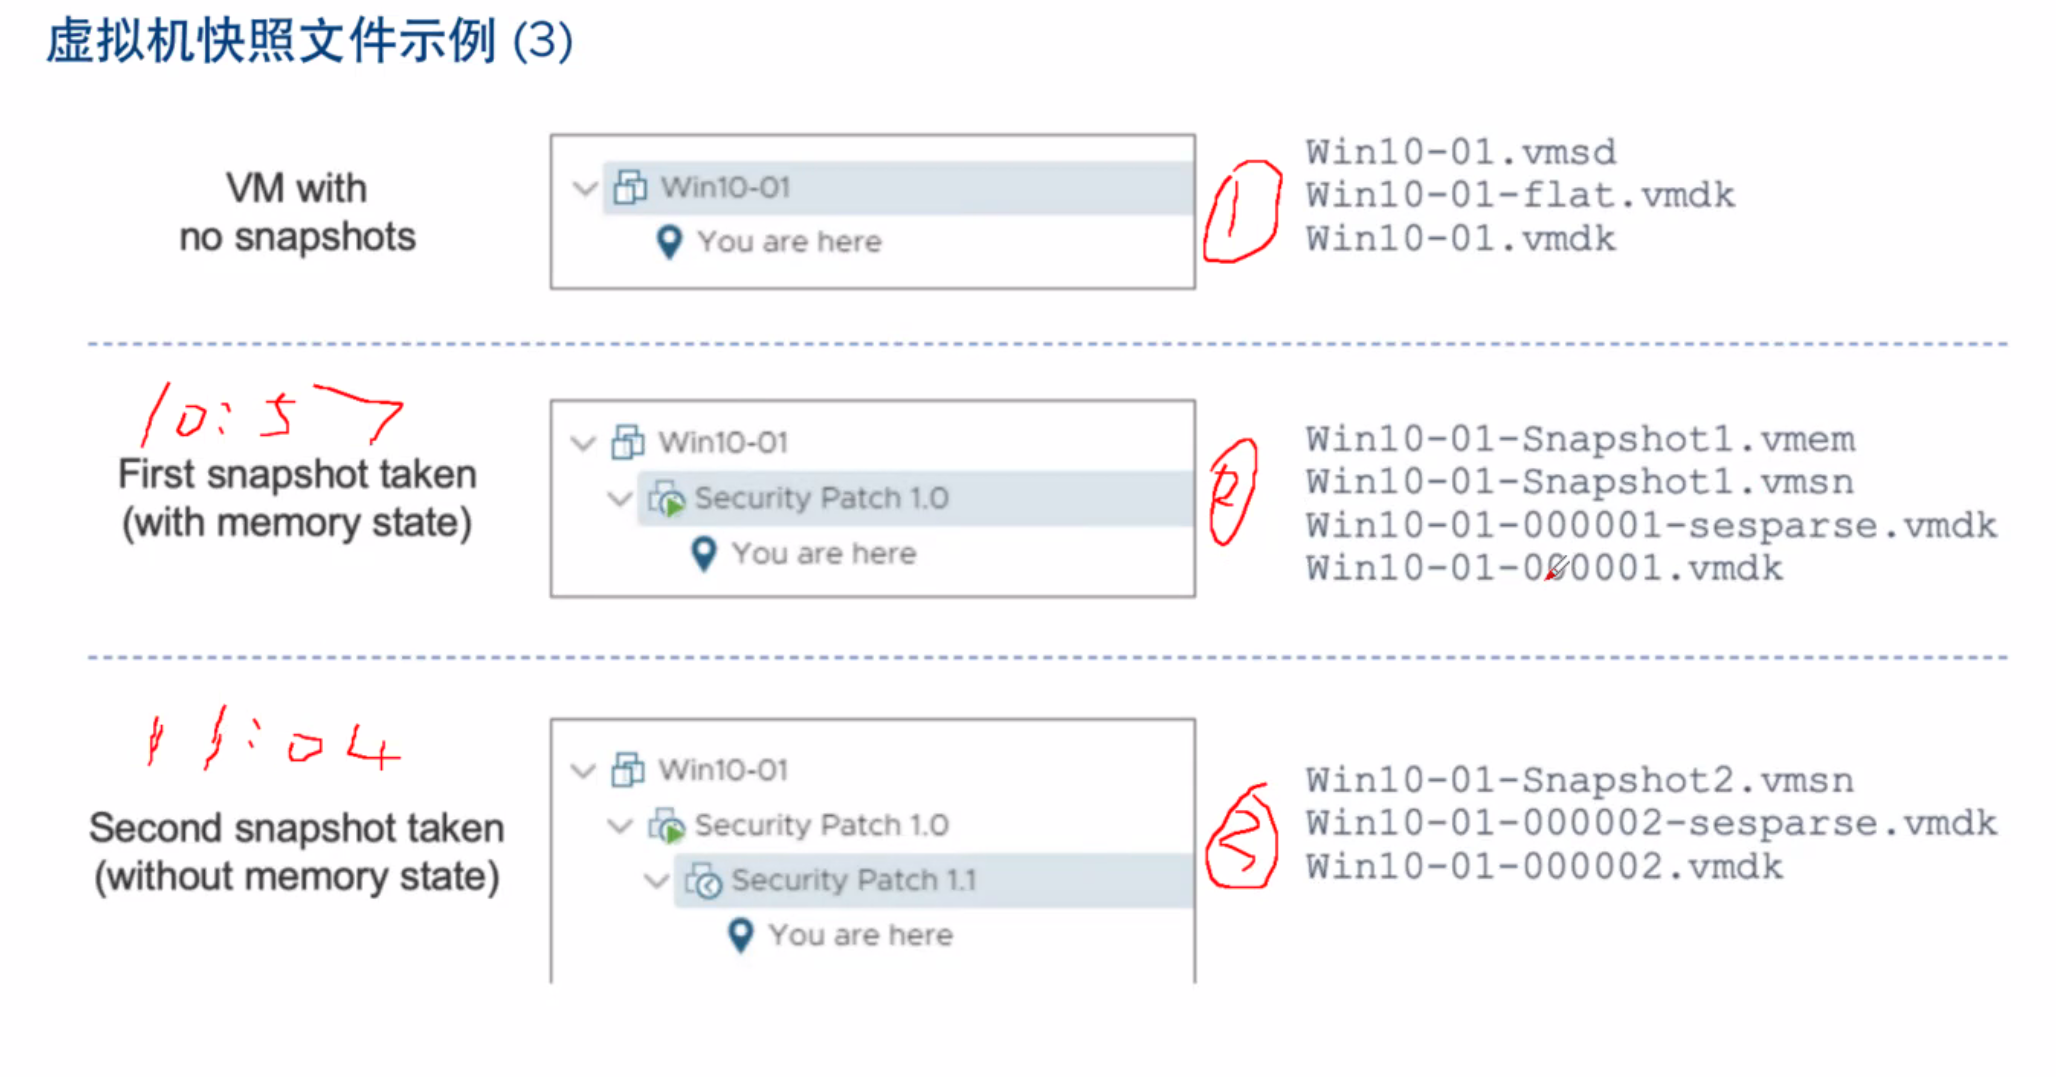 虚拟机快照文件示例 (3)
VM with
no snapshots
Win10-01
You are here
1
Win10-01.vmsd
Win10-01-flat.vmdk
Win10-01.vmdk
10:57
First snapshot taken
(with memory state)
Win10-01
Security Patch 1.0
You are here
2
Win10-01-Snapshot1.vmem
Win10-01-Snapshot1.vmsn
Win10-01-000001-sesparse.vmdk
Win10-01-000001.vmdk
11:04
Second snapshot taken
(without memory state)
Win10-01
Security Patch 1.0
Security Patch 1.1
You are here
3
Win10-01-Snapshot2.vmsn
Win10-01-000002-sesparse.vmdk
Win10-01-000002.vmdk